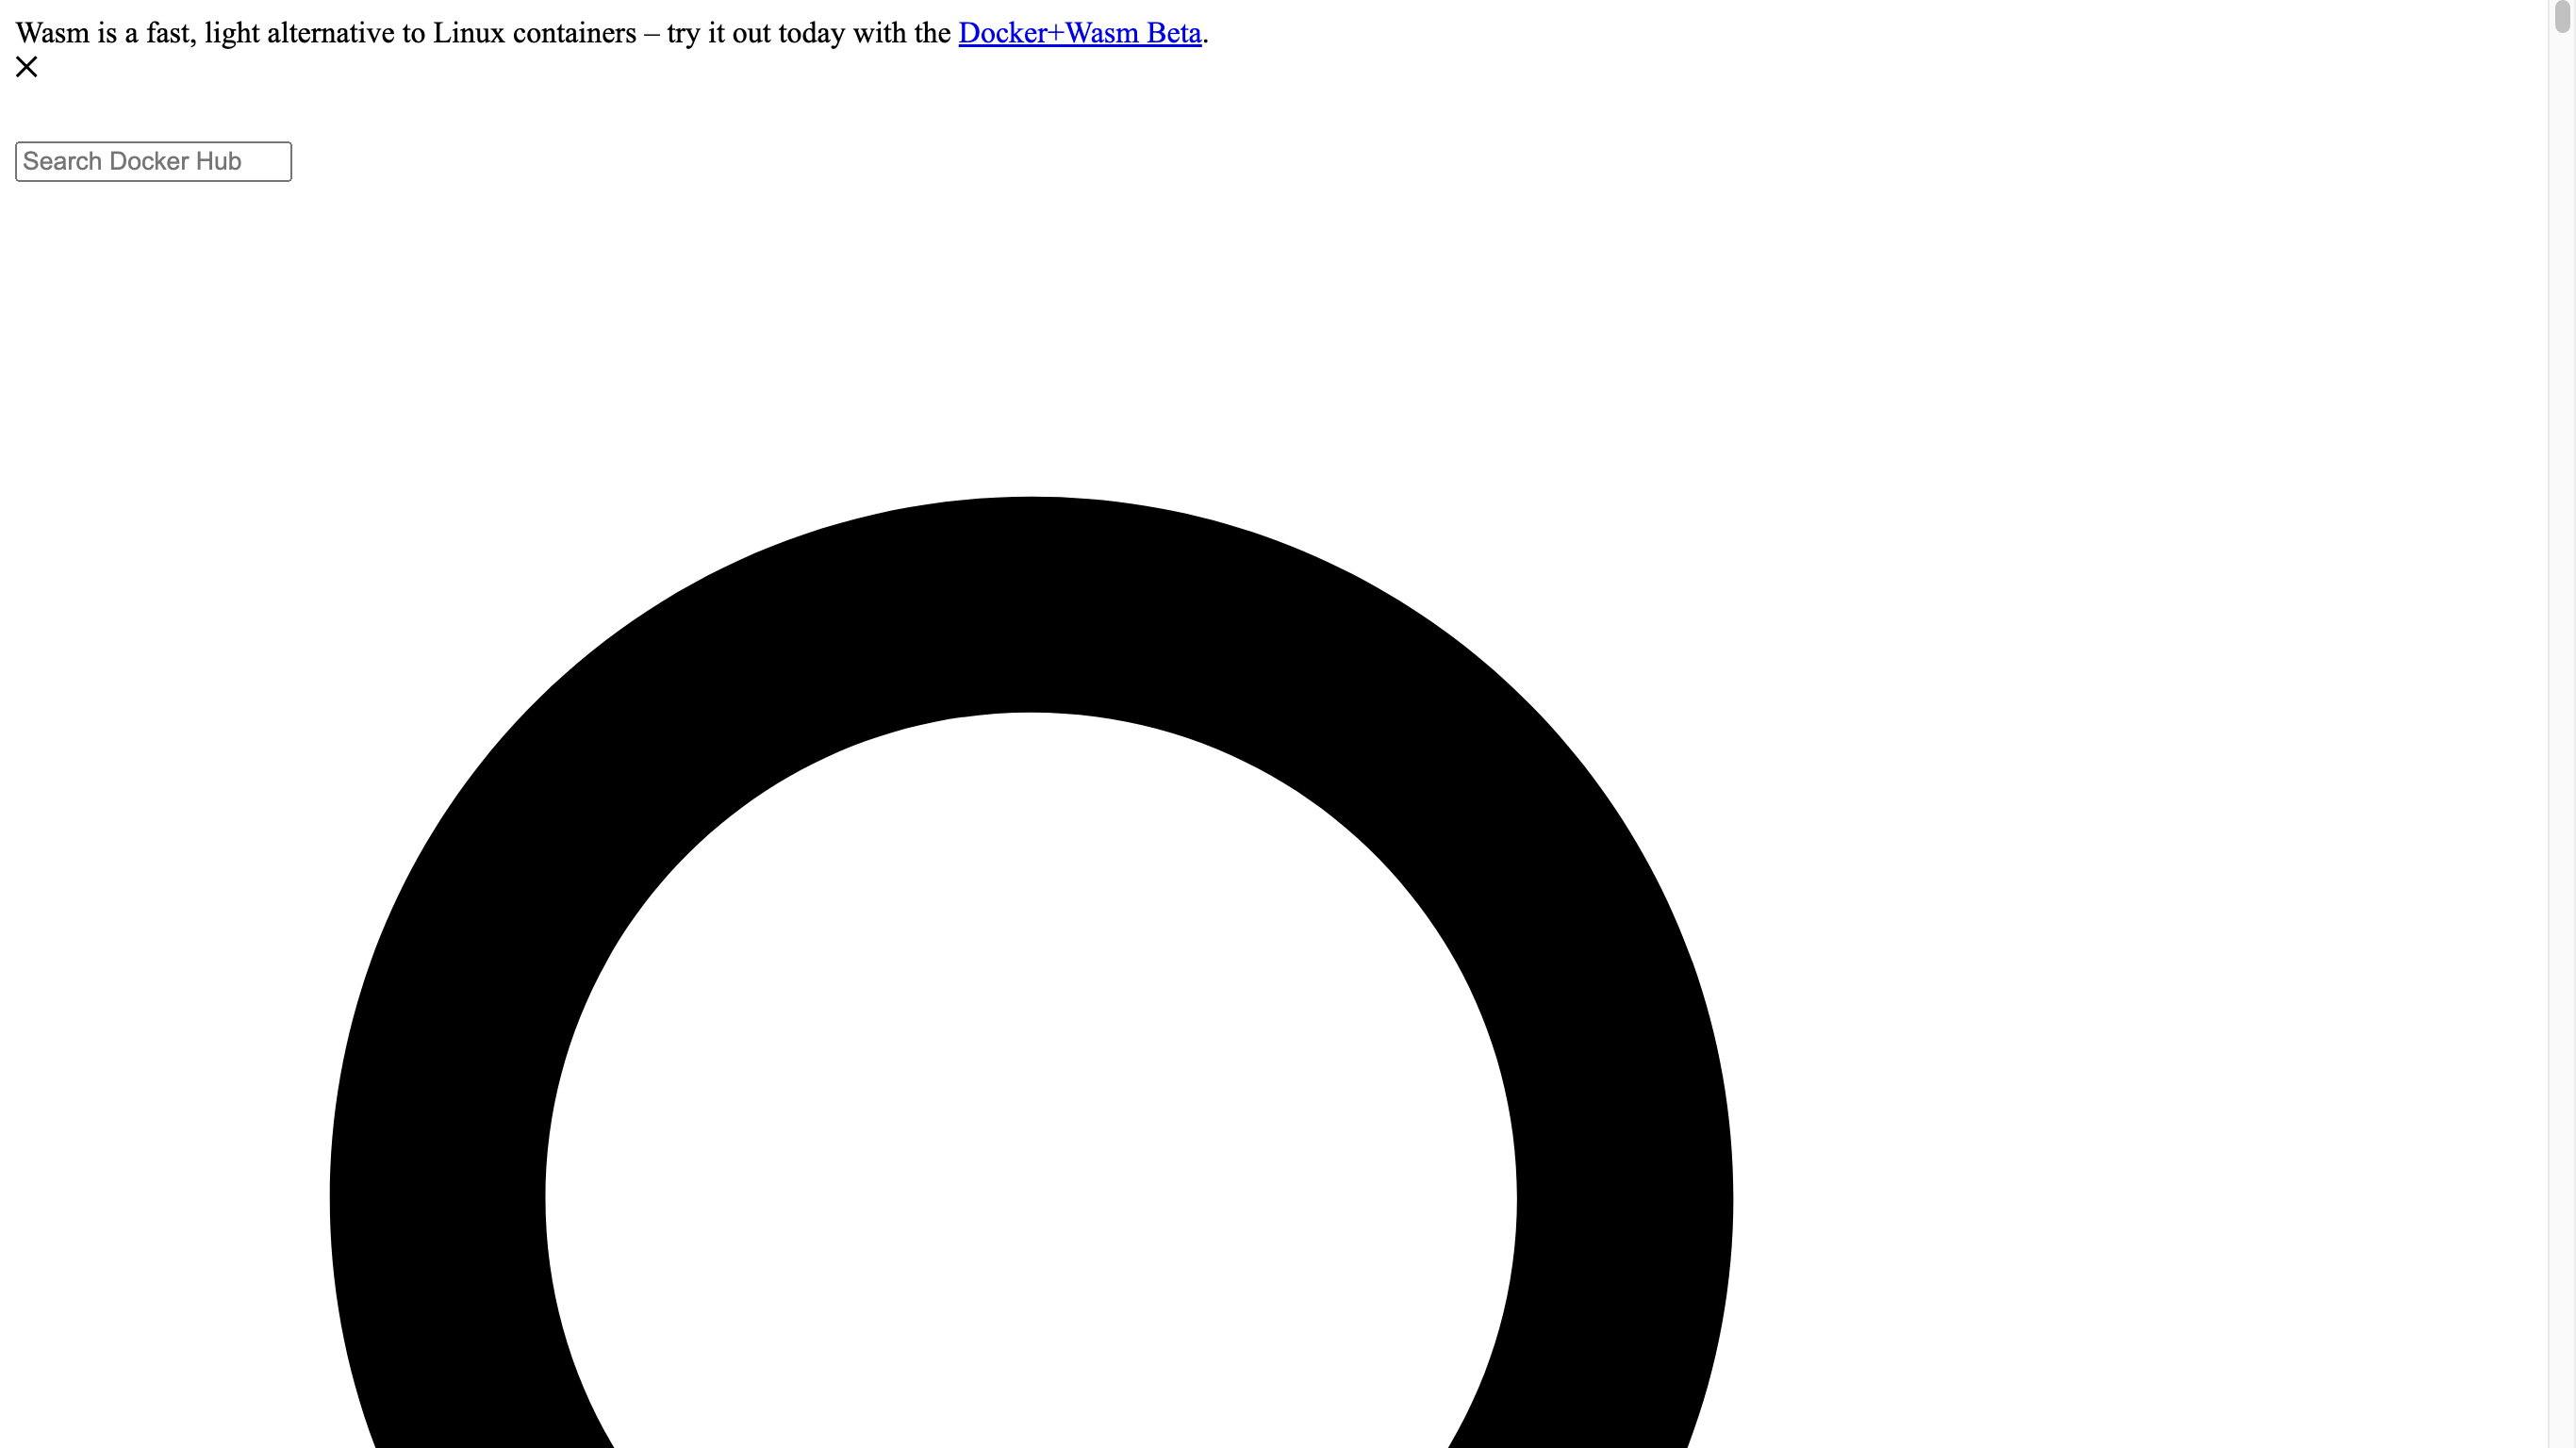 Wasm is a fast, light alternative to Linux containers – try it out today with the Docker+Wasm Beta.
Search Docker Hub